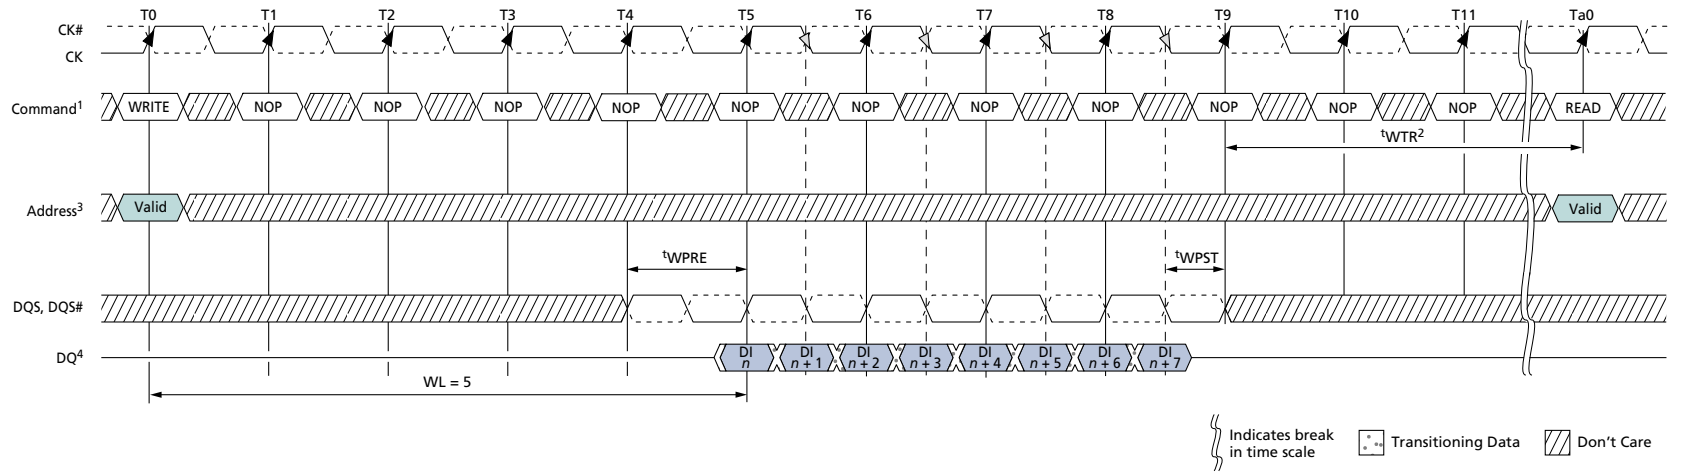 T0 T1 T2 T3 T4 T5 T6 T7 T8 T9 T10 T11 Ta0
CK#
CK
Command1 WRITE NOP NOP NOP NOP NOP NOP NOP NOP NOP NOP NOP READ
tWTR2
Address3 Valid Valid
tWPRE tWPST
DQS, DQS#
DQ4 DI n DI n + 1 DI n + 2 DI n + 3 DI n + 4 DI n + 5 DI n + 6 DI n + 7
WL = 5
Indicates break
in time scale
Transitioning Data
Don't Care